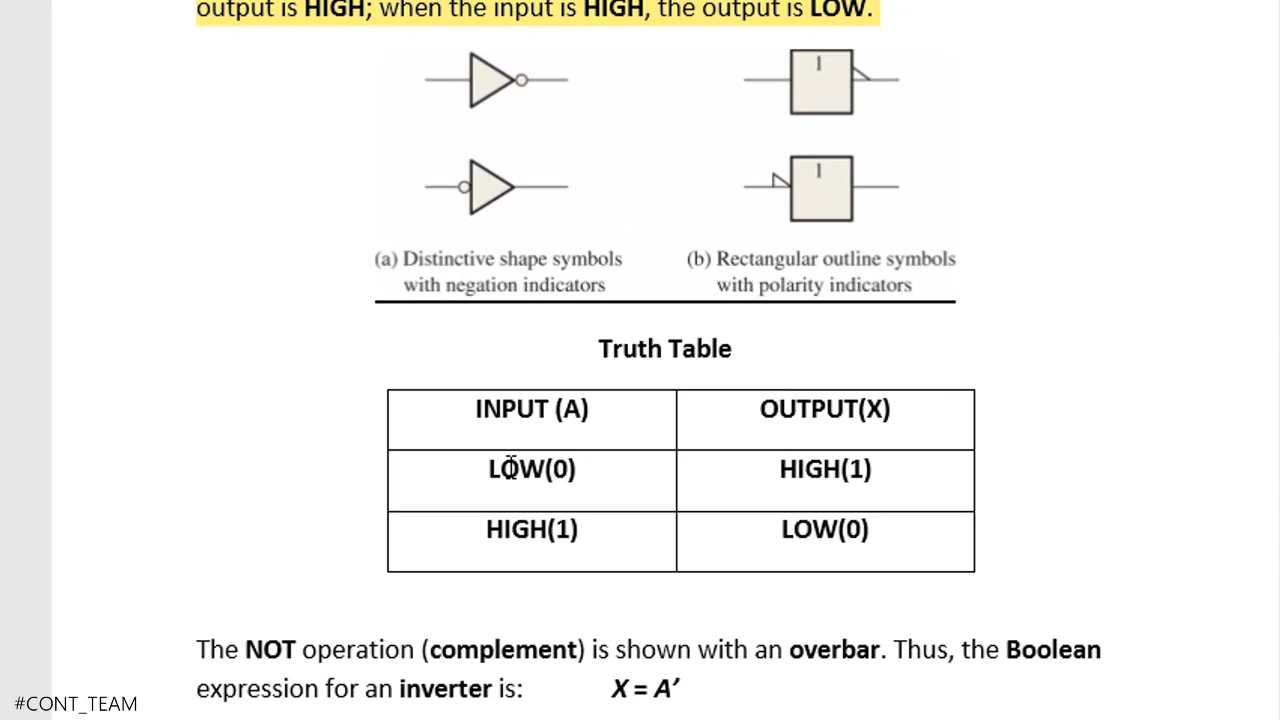 output is HIGH; when the input is HIGH, the output is LOW.
1
1
(a) Distinctive shape symbols
with negation indicators
(b) Rectangular outline symbols
with polarity indicators
Truth Table
INPUT (A) OUTPUT(X)
LOW(0) HIGH(1)
HIGH(1) LOW(0)
The NOT operation (complement) is shown with an overbar. Thus, the Boolean
expression for an inverter is: X = A′
#CONT_TEAM